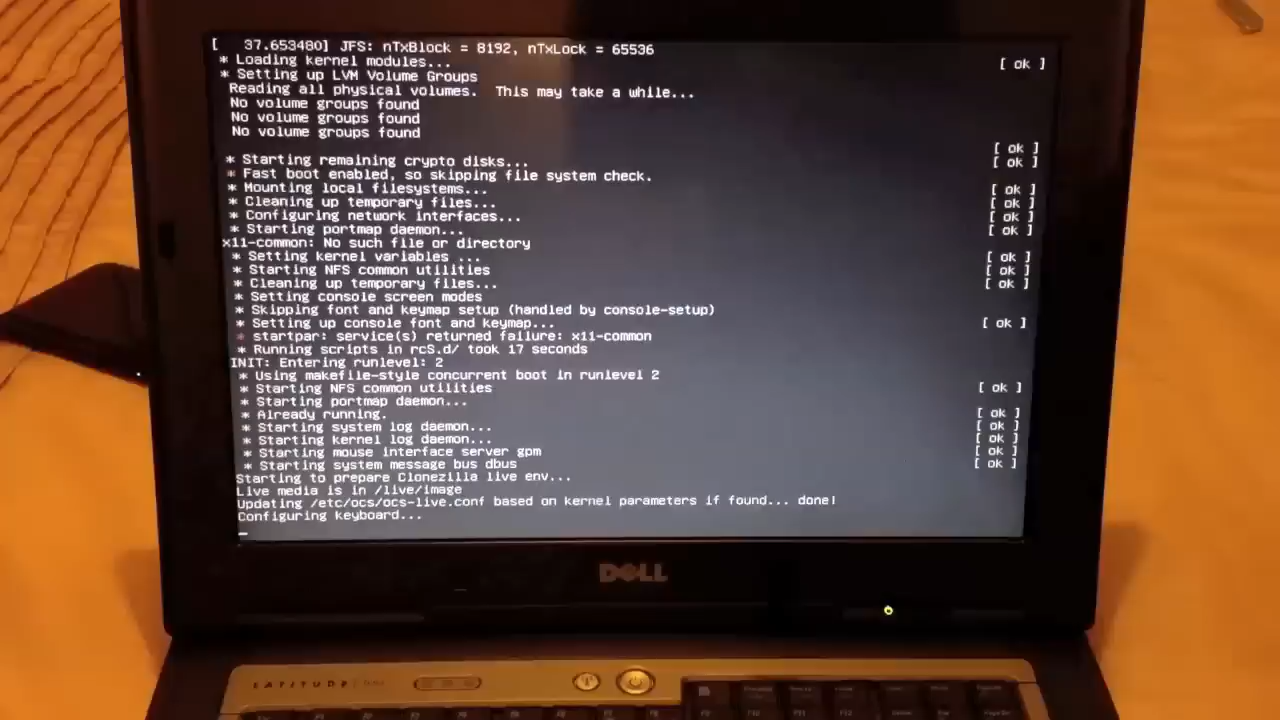 [   37.653480] JFS: nTxBlock = 8192, nTxLock = 65536
* Loading kernel modules... [ ok ]
* Setting up LVM Volume Groups
Reading all physical volumes.  This may take a while...
No volume groups found
No volume groups found
No volume groups found
[ ok ]
* Starting remaining crypto disks... [ ok ]
* Fast boot enabled, so skipping file system check.
* Mounting local filesystems... [ ok ]
* Cleaning up temporary files... [ ok ]
* Configuring network interfaces... [ ok ]
* Starting portmap daemon... [ ok ]
x11-common: No such file or directory
* Setting kernel variables ... [ ok ]
* Starting NFS common utilities [ ok ]
* Cleaning up temporary files... [ ok ]
* Setting console screen modes
* Skipping font and keymap setup (handled by console-setup)
* Setting up console font and keymap... [ ok ]
* startpar: service(s) returned failure: x11-common
* Running scripts in rcS.d/ took 17 seconds
INIT: Entering runlevel: 2
* Using makefile-style concurrent boot in runlevel 2
* Starting NFS common utilities [ ok ]
* Starting portmap daemon...
* Already running. [ ok ]
* Starting system log daemon... [ ok ]
* Starting kernel log daemon... [ ok ]
* Starting mouse interface server gpm [ ok ]
* Starting system message bus dbus [ ok ]
Starting to prepare Clonezilla live env...
Live media is in /live/image
Updating /etc/ocs/ocs-live.conf based on kernel parameters if found... done!
Configuring keyboard...
DELL
LATITUDE